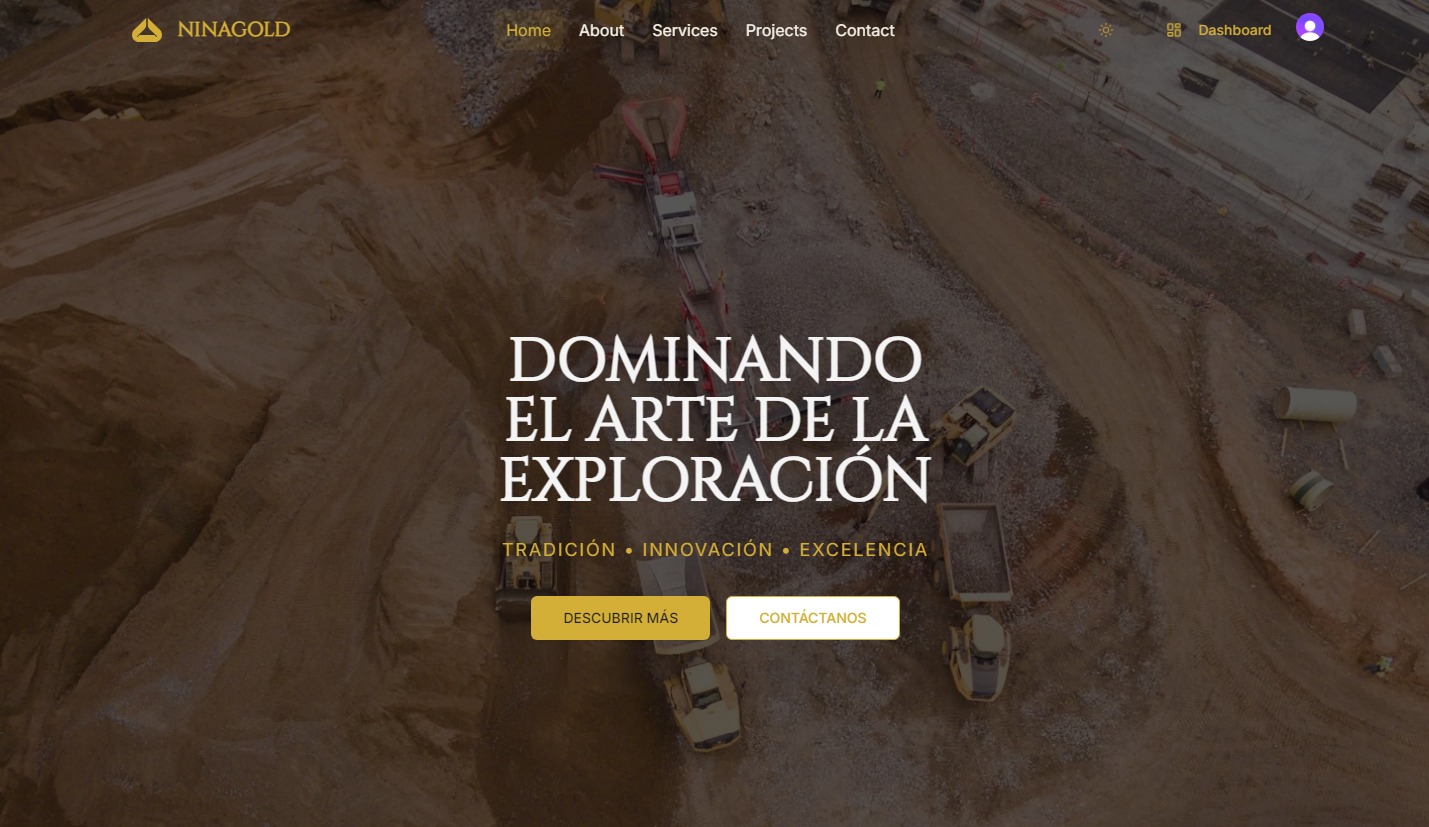 NINAGOLD
Home About Services Projects Contact
Dashboard
DOMINANDO
EL ARTE DE LA
EXPLORACIÓN
TRADICIÓN • INNOVACIÓN • EXCELENCIA
DESCUBRIR MÁS
CONTÁCTANOS